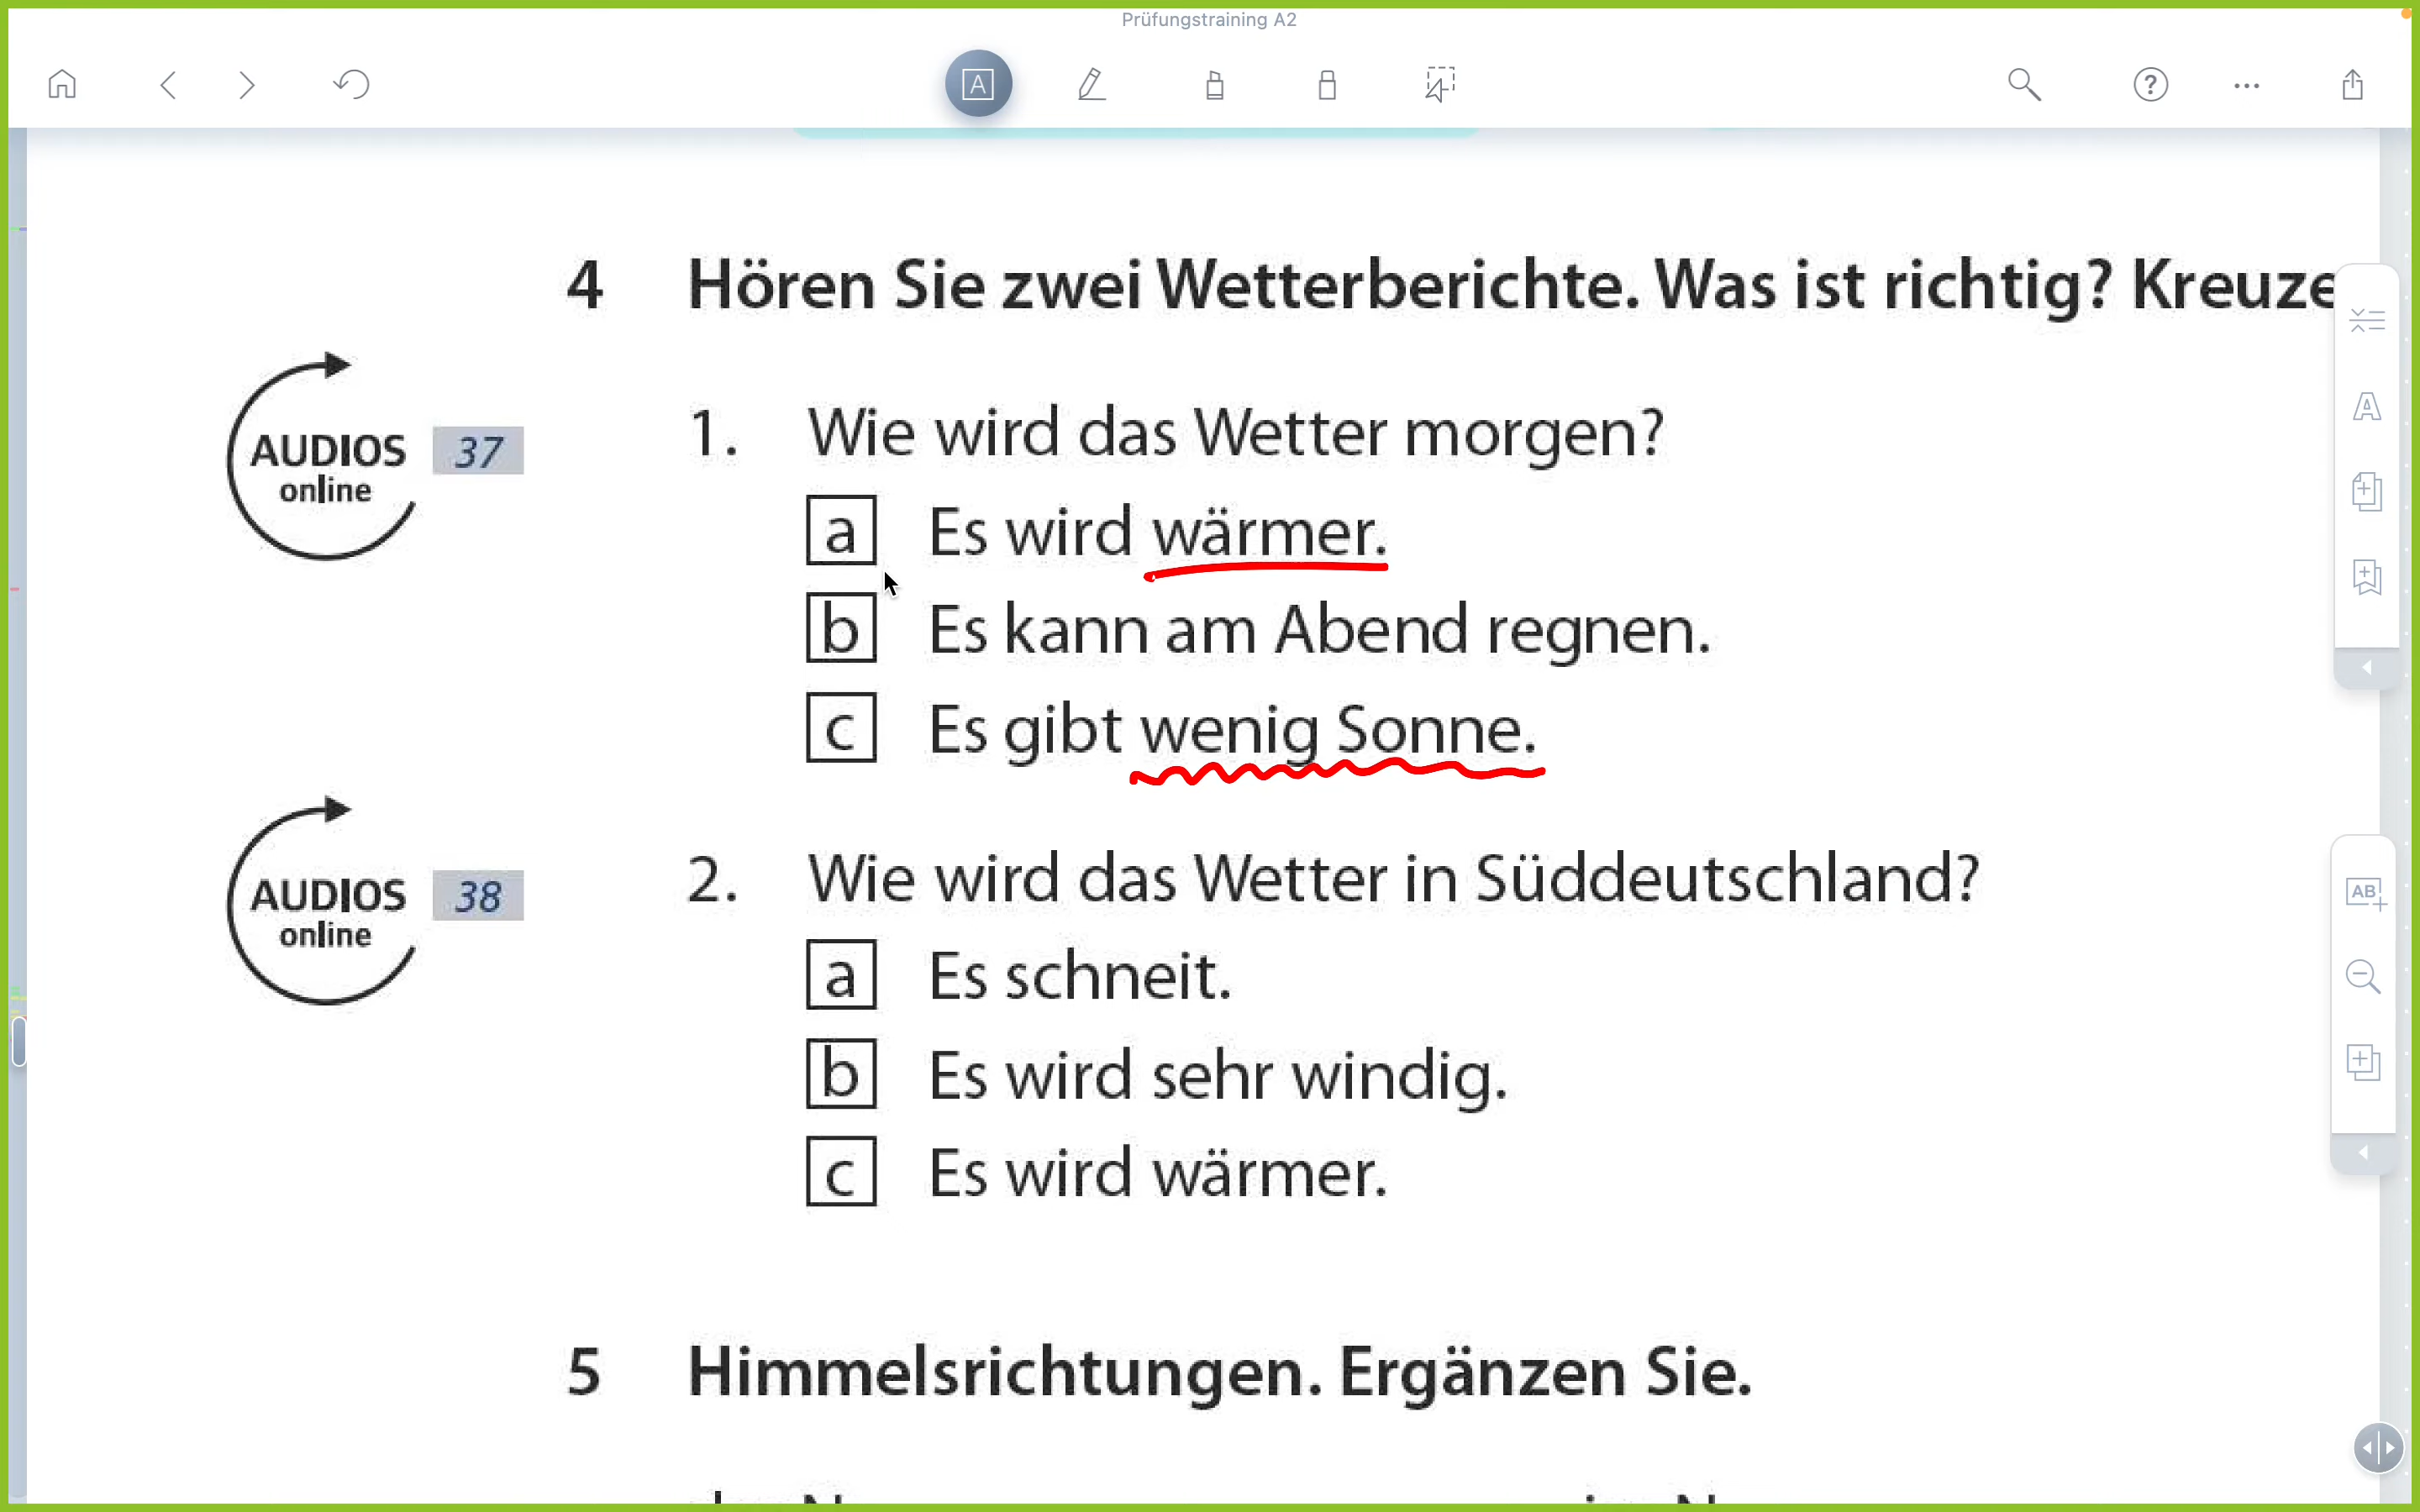 Prüfungstraining A2
A
?
4 Hören Sie zwei Wetterberichte. Was ist richtig? Kreuze
AUDIOS online 37
1. Wie wird das Wetter morgen?
a Es wird wärmer.
b Es kann am Abend regnen.
c Es gibt wenig Sonne.
AUDIOS online 38
2. Wie wird das Wetter in Süddeutschland?
a Es schneit.
b Es wird sehr windig.
c Es wird wärmer.
5 Himmelsrichtungen. Ergänzen Sie.
A
AB